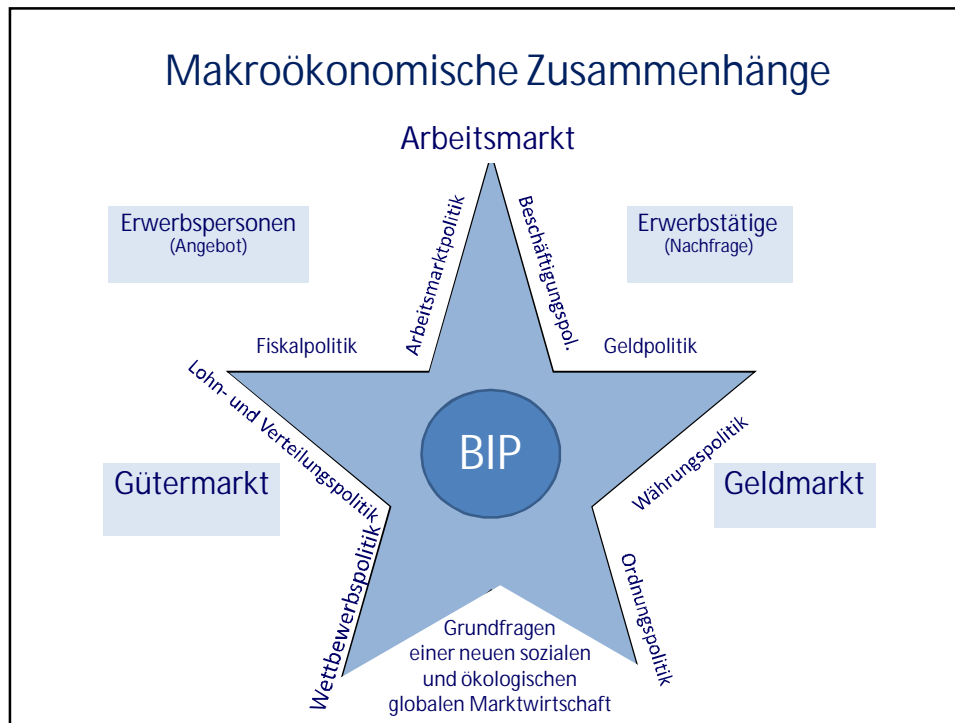 Makroökonomische Zusammenhänge
Arbeitsmarkt
Erwerbspersonen
(Angebot)
Arbeitsmarktpolitik
Beschäftigungspol.
Erwerbstätige
(Nachfrage)
Fiskalpolitik
Geldpolitik
Lohn- und Verteilungspolitik
BIP
Währungspolitik
Gütermarkt
Geldmarkt
Wettbewerbspolitik
Ordnungspolitik
Grundfragen
einer neuen sozialen
und ökologischen
globalen Marktwirtschaft